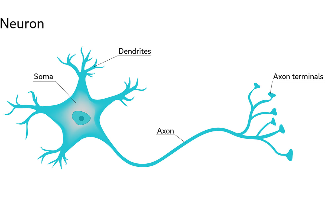 Neuron
Dendrites
Soma
Axon terminals
Axon